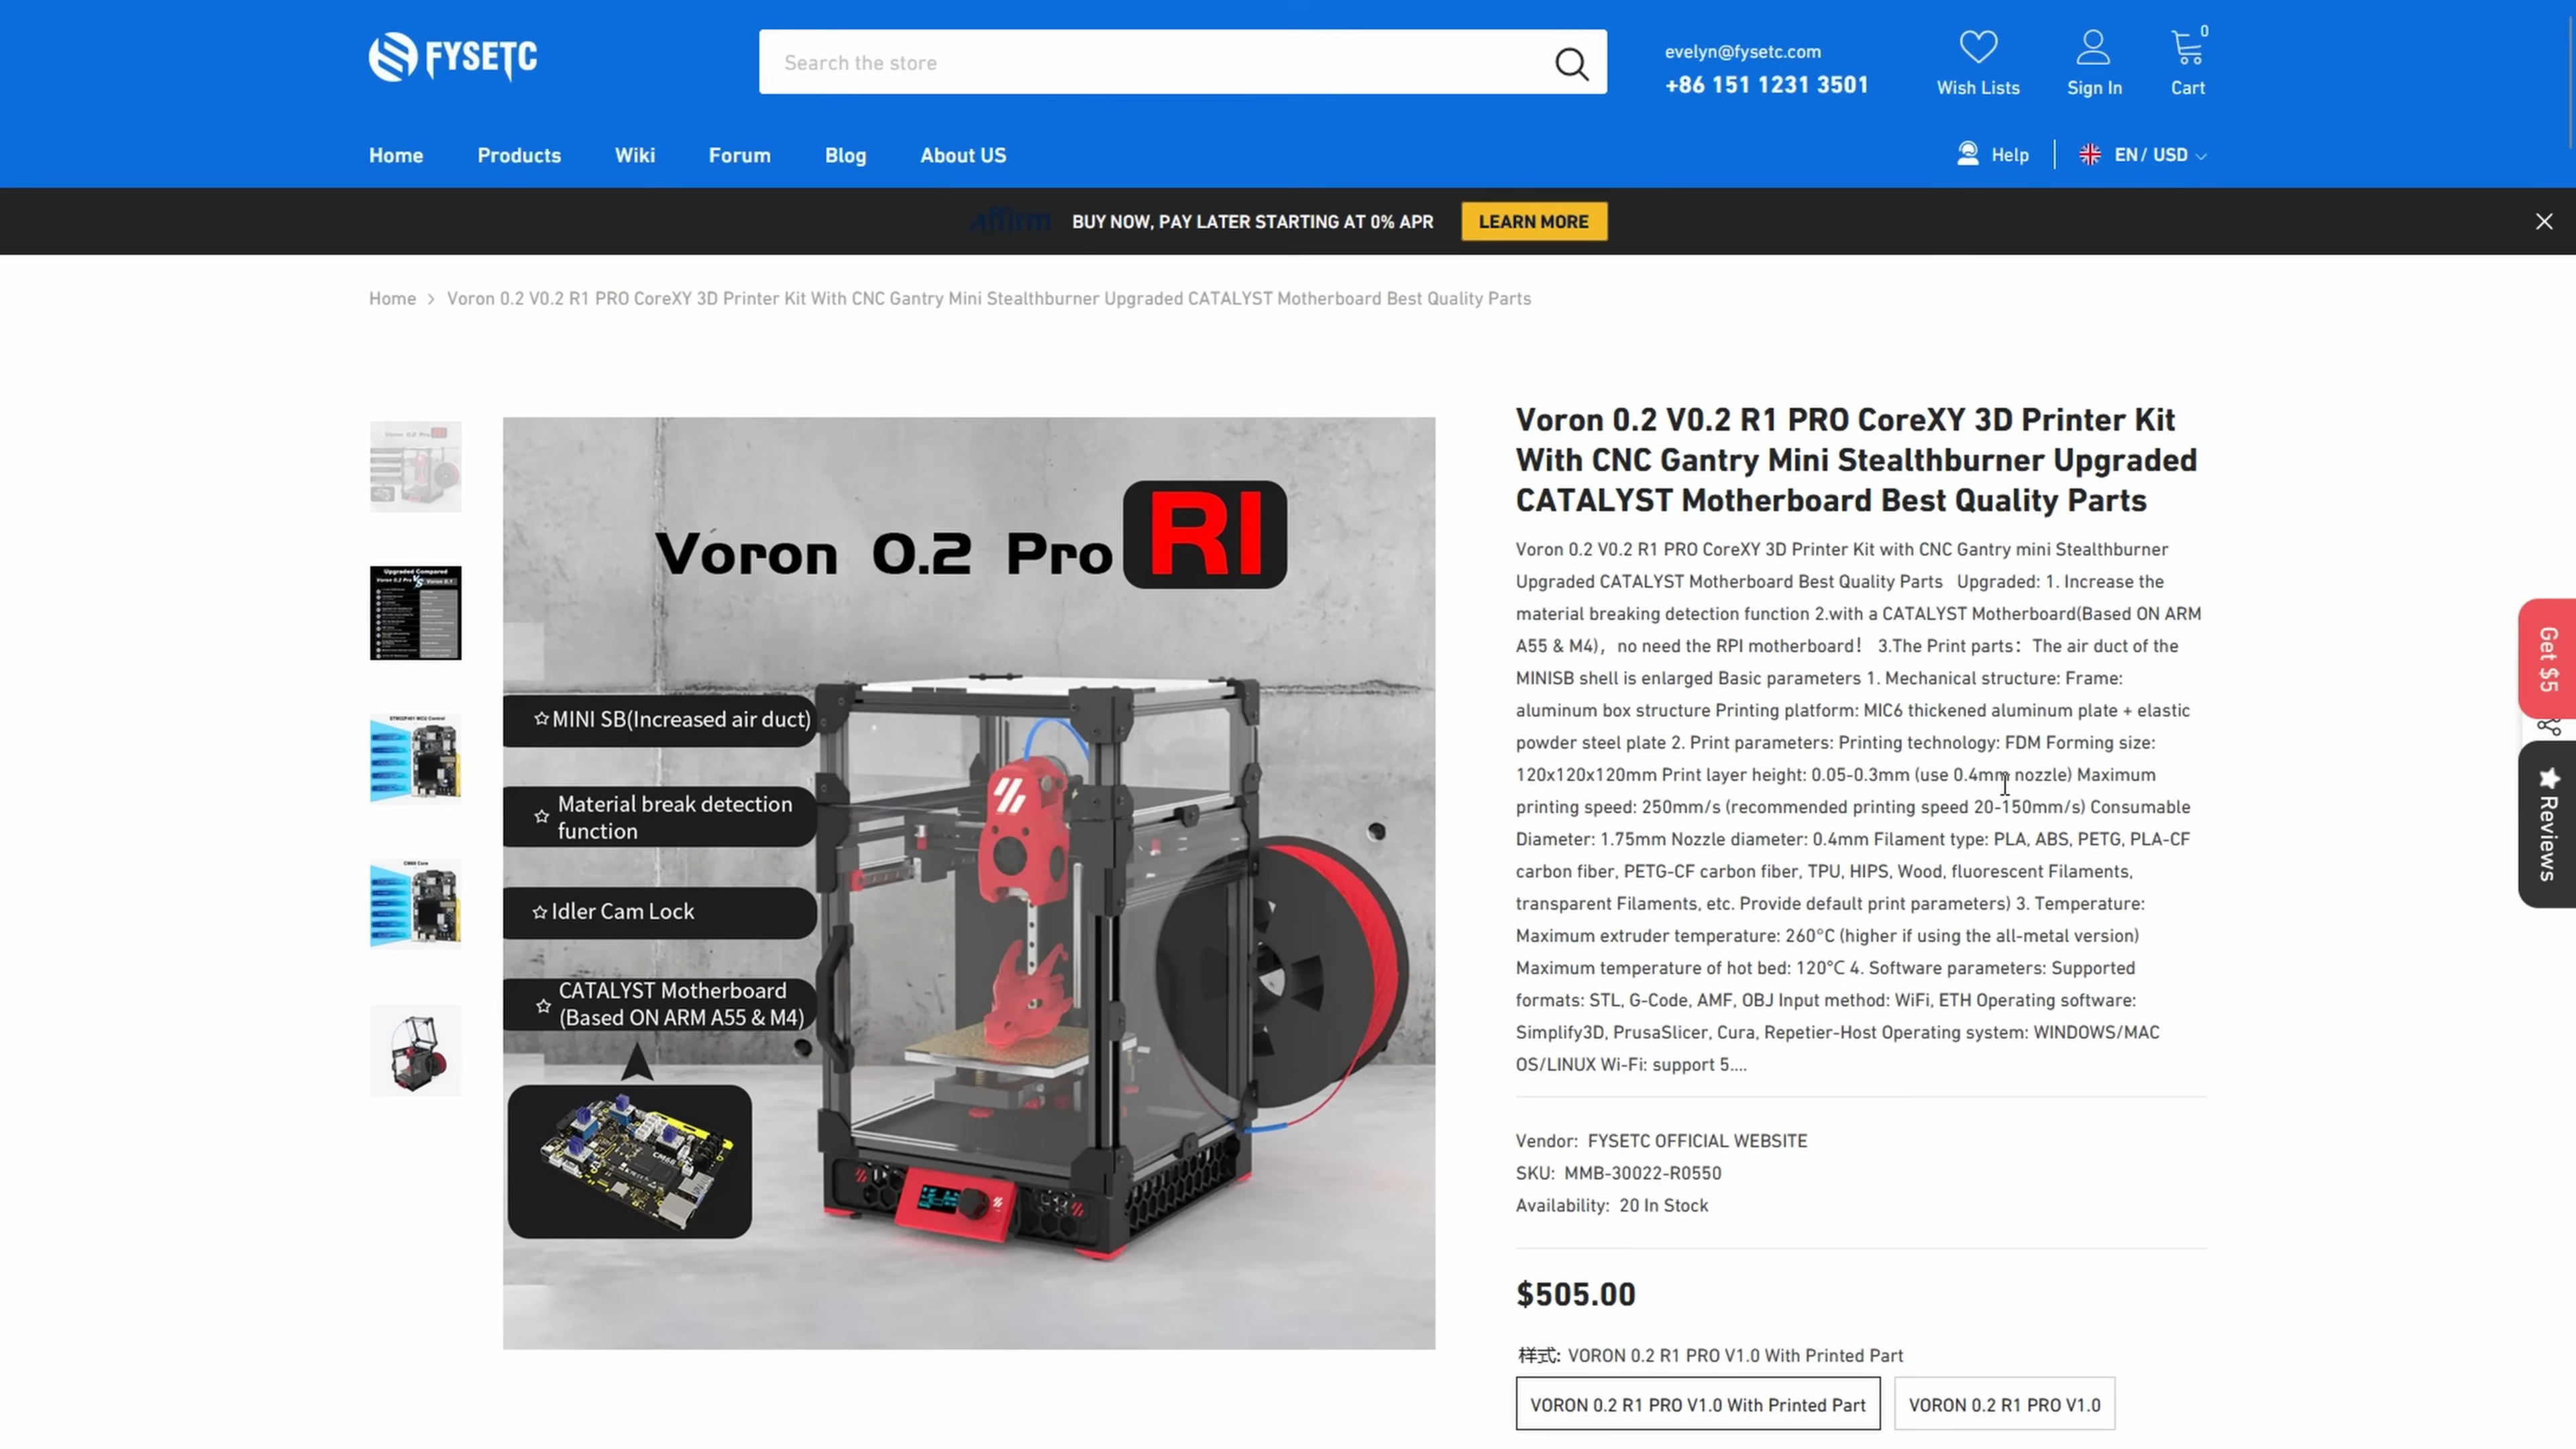 FYSETC
Search the store
evelyn@fysetc.com
+86 151 1231 3501
Wish Lists
Sign In
0
Cart
Home
Products
Wiki
Forum
Blog
About US
Help
EN / USD
affirm
BUY NOW, PAY LATER STARTING AT 0% APR
LEARN MORE
Home > Voron 0.2 V0.2 R1 PRO CoreXY 3D Printer Kit With CNC Gantry Mini Stealthburner Upgraded CATALYST Motherboard Best Quality Parts
Voron 0.2 Pro R1
☆MINI SB(Increased air duct)
☆ Material break detection
function
☆Idler Cam Lock
☆ CATALYST Motherboard
(Based ON ARM A55 & M4)
Upgraded Compared
Voron 0.2 V0.2 R1 PRO CoreXY 3D Printer Kit
With CNC Gantry Mini Stealthburner Upgraded
CATALYST Motherboard Best Quality Parts
Voron 0.2 V0.2 R1 PRO CoreXY 3D Printer Kit with CNC Gantry mini Stealthburner
Upgraded CATALYST Motherboard Best Quality Parts Upgraded: 1. Increase the
material breaking detection function 2.with a CATALYST Motherboard(Based ON ARM
A55 & M4)，no need the RPI motherboard！ 3.The Print parts：The air duct of the
MINISB shell is enlarged Basic parameters 1. Mechanical structure: Frame:
aluminum box structure Printing platform: MIC6 thickened aluminum plate + elastic
powder steel plate 2. Print parameters: Printing technology: FDM Forming size:
120x120x120mm Print layer height: 0.05-0.3mm (use 0.4mm nozzle) Maximum
printing speed: 250mm/s (recommended printing speed 20-150mm/s) Consumable
Diameter: 1.75mm Nozzle diameter: 0.4mm Filament type: PLA, ABS, PETG, PLA-CF
carbon fiber, PETG-CF carbon fiber, TPU, HIPS, Wood, fluorescent Filaments,
transparent Filaments, etc. Provide default print parameters) 3. Temperature:
Maximum extruder temperature: 260°C (higher if using the all-metal version)
Maximum temperature of hot bed: 120°C 4. Software parameters: Supported
formats: STL, G-Code, AMF, OBJ Input method: WiFi, ETH Operating software:
Simplify3D, PrusaSlicer, Cura, Repetier-Host Operating system: WINDOWS/MAC
OS/LINUX Wi-Fi: support 5....
Vendor: FYSETC OFFICIAL WEBSITE
SKU: MMB-30022-R0550
Availability: 20 In Stock
$505.00
样式: VORON 0.2 R1 PRO V1.0 With Printed Part
VORON 0.2 R1 PRO V1.0 With Printed Part
VORON 0.2 R1 PRO V1.0
Get $5
★ Reviews